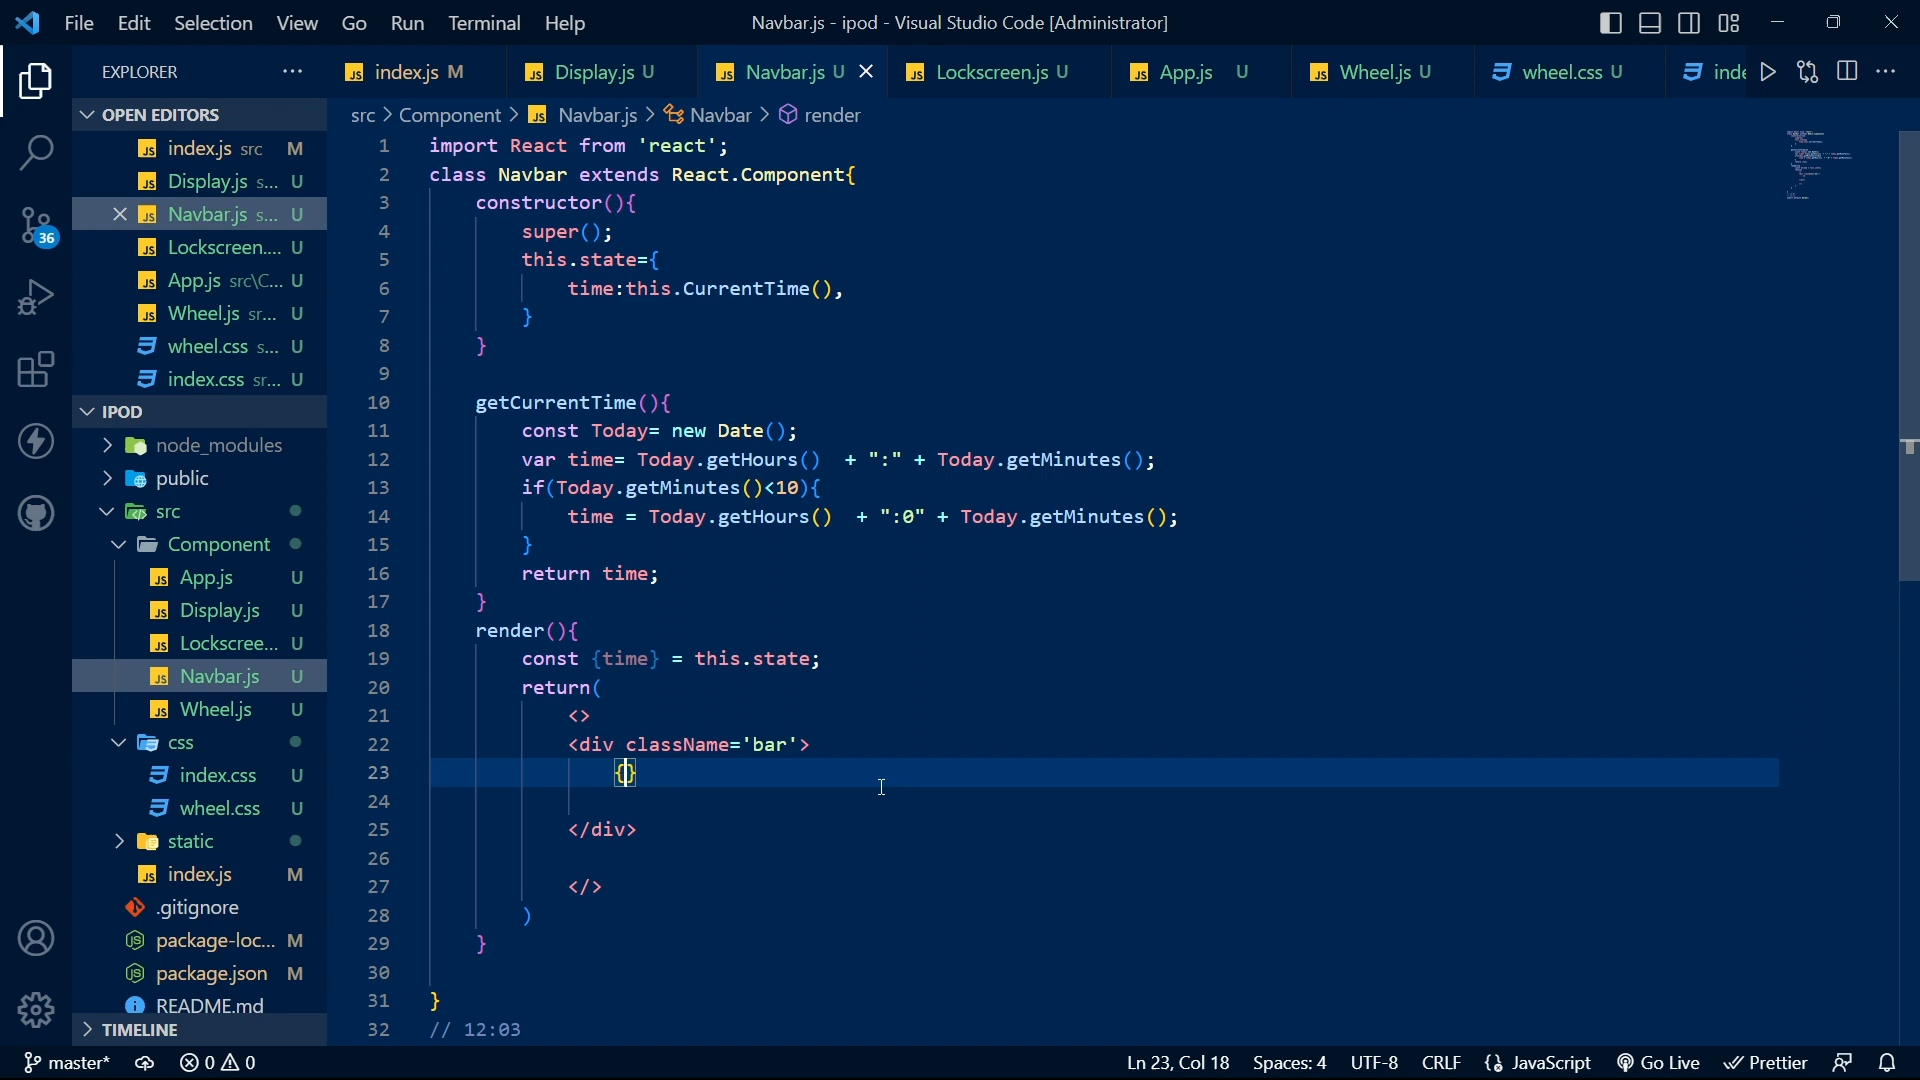 File Edit Selection View Go Run Terminal Help
Navbar.js - ipod - Visual Studio Code [Administrator]
EXPLORER
index.js M
Display.js U
Navbar.js U
Lockscreen.js U
App.js U
Wheel.js U
wheel.css U
inde
OPEN EDITORS
index.js src M
Display.js s... U
Navbar.js s... U
Lockscreen.... U
App.js src\C... U
Wheel.js sr... U
wheel.css s... U
index.css sr... U
36
IPOD
node_modules
public
src
Component
App.js U
Display.js U
Lockscree... U
Navbar.js U
Wheel.js U
css
index.css U
wheel.css U
static
index.js M
.gitignore
package-loc... M
package.json M
README.md
TIMELINE
src > Component > Navbar.js > Navbar > render
1 import React from 'react';
2 class Navbar extends React.Component{
3 constructor(){
4 super();
5 this.state={
6 time:this.CurrentTime(),
7 }
8 }
9
10 getCurrentTime(){
11 const Today= new Date();
12 var time= Today.getHours()  + ":" + Today.getMinutes();
13 if(Today.getMinutes()<10){
14 time = Today.getHours()  + ":0" + Today.getMinutes();
15 }
16 return time;
17 }
18 render(){
19 const {time} = this.state;
20 return(
21 <>
22 <div className='bar'>
23 {}
24
25 </div>
26
27 </>
28 )
29 }
30
31 }
32 // 12:03
master* 0 0 Ln 23, Col 18 Spaces: 4 UTF-8 CRLF {} JavaScript Go Live Prettier